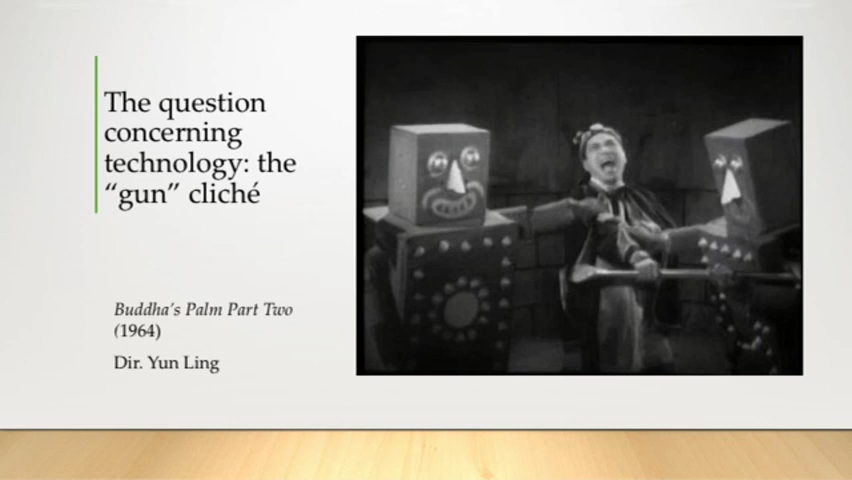 The question
concerning
technology: the
“gun” cliché
Buddha’s Palm Part Two
(1964)
Dir. Yun Ling